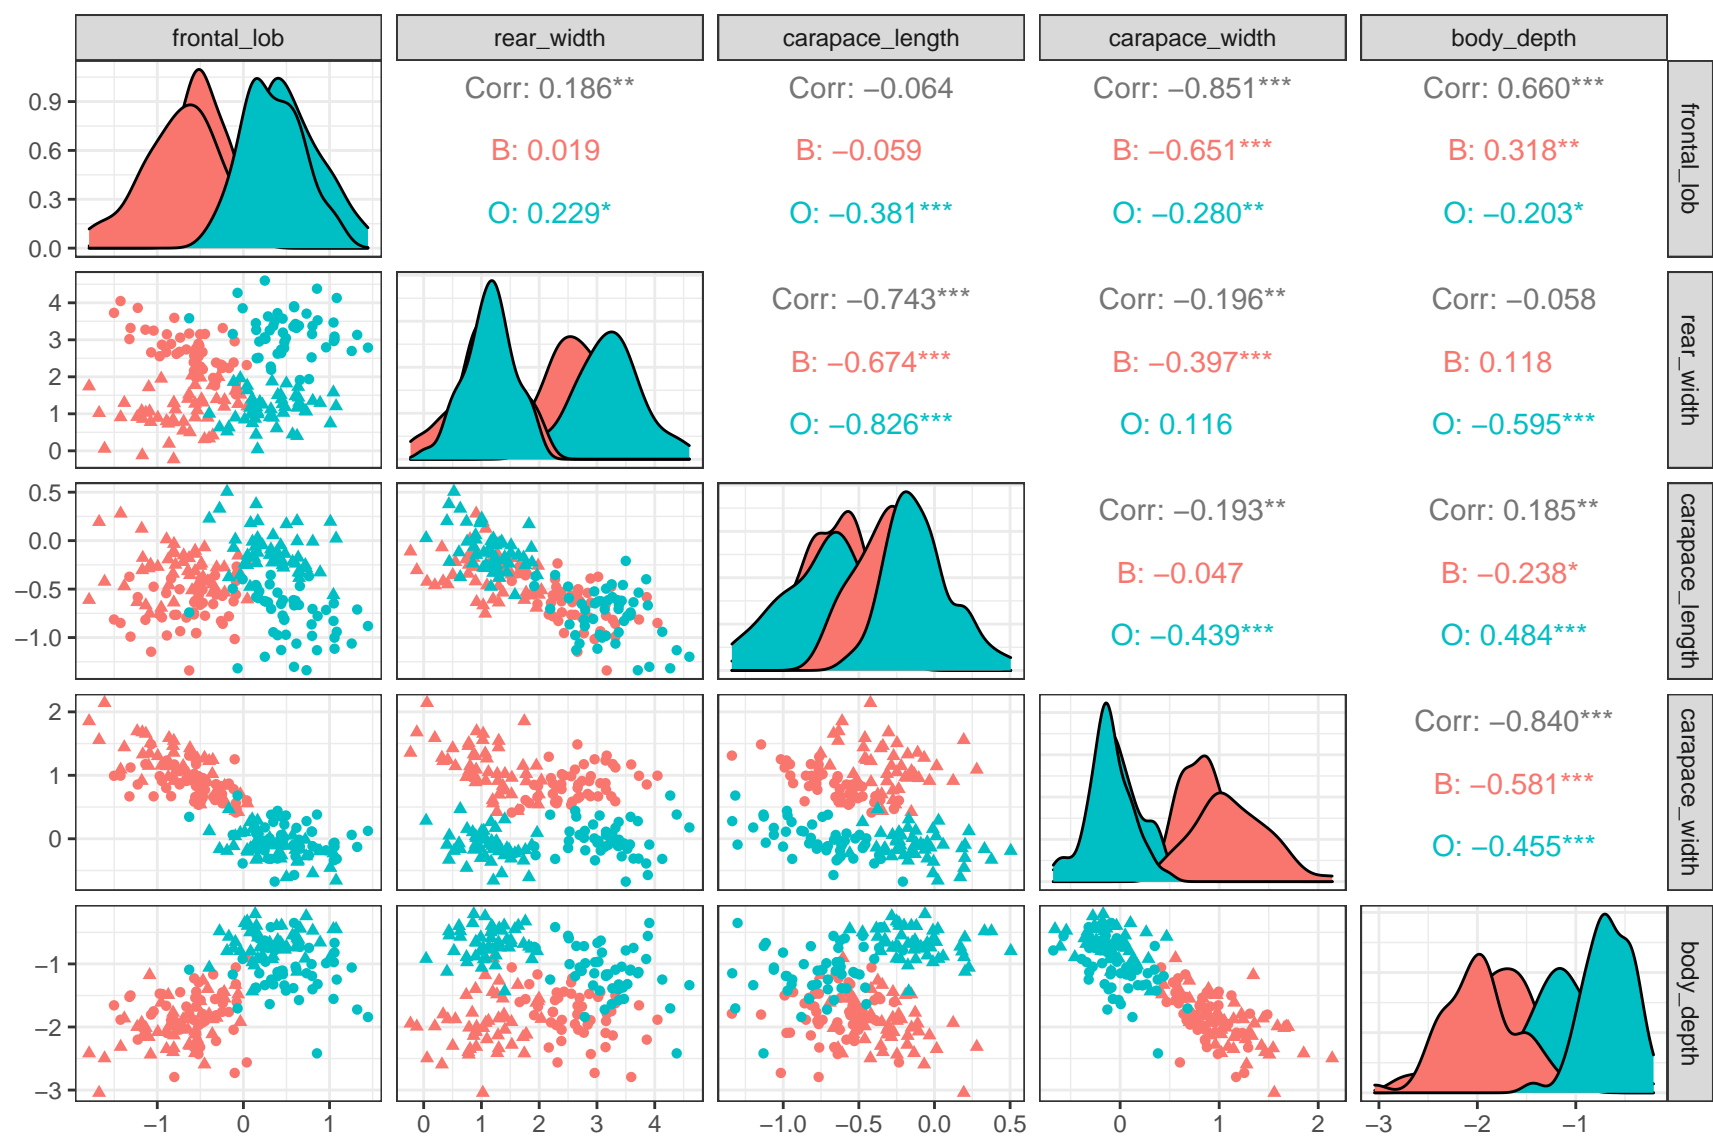 frontal_lob rear_width carapace_length carapace_width body_depth
0.9 Corr: 0.186** Corr: −0.064 Corr: −0.851*** Corr: 0.660***
0.6 B: 0.019 B: −0.059 B: −0.651*** B: 0.318**
0.3 O: 0.229* O: −0.381*** O: −0.280** O: −0.203*
0.0
frontal_lob
4 Corr: −0.743*** Corr: −0.196** Corr: −0.058
3
2 B: −0.674*** B: −0.397*** B: 0.118
1 O: −0.826*** O: 0.116 O: −0.595***
0
rear_width
0.5 Corr: −0.193** Corr: 0.185**
0.0
−0.5 B: −0.047 B: −0.238*
−1.0 O: −0.439*** O: 0.484***
carapace_length
2 Corr: −0.840***
1 B: −0.581***
0 O: −0.455***
carapace_width
−1
−2
−3
body_depth
−1 0 1 0 1 2 3 4 −1.0 −0.5 0.0 0.5 0 1 2 −3 −2 −1